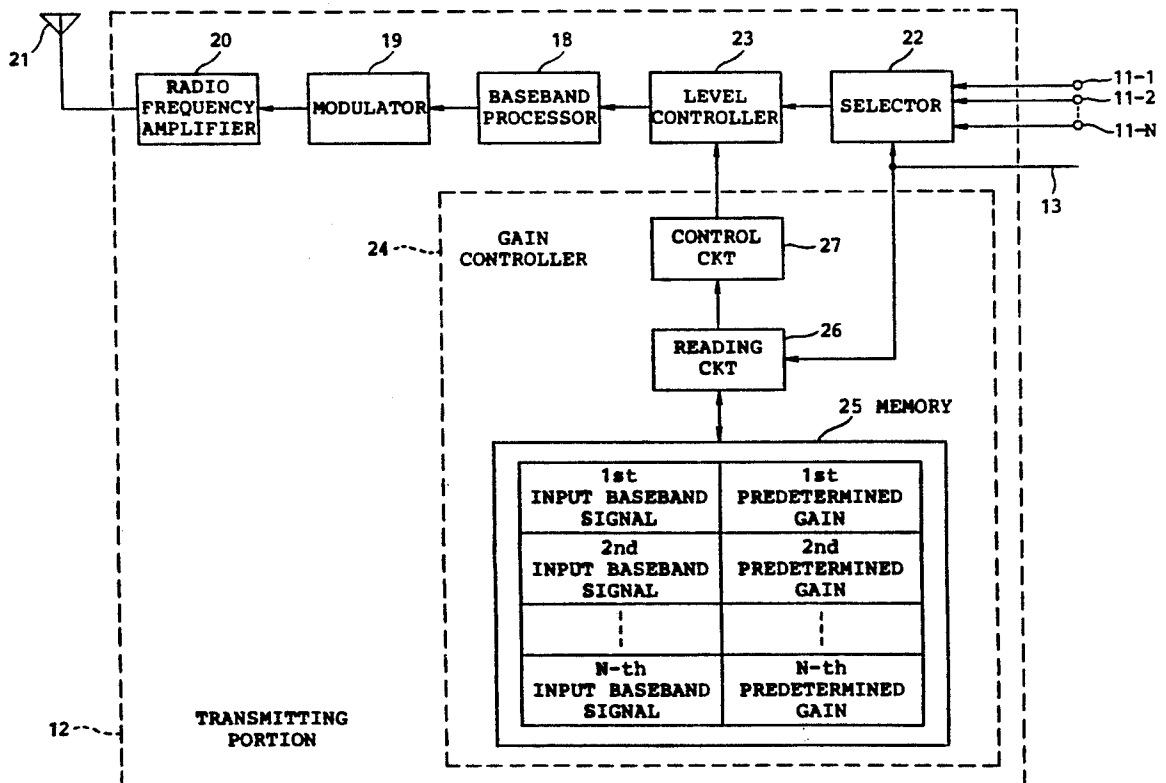 21
20
19
18
23
22
RADIO
FREQUENCY
AMPLIFIER
MODULATOR
BASEBAND
PROCESSOR
LEVEL
CONTROLLER
SELECTOR
11-1
11-2
11-N
13
24
GAIN
CONTROLLER
CONTROL
CKT
27
26
READING
CKT
25 MEMORY
1st
INPUT BASEBAND
SIGNAL
1st
PREDETERMINED
GAIN
2nd
INPUT BASEBAND
SIGNAL
2nd
PREDETERMINED
GAIN
N-th
INPUT BASEBAND
SIGNAL
N-th
PREDETERMINED
GAIN
12
TRANSMITTING
PORTION